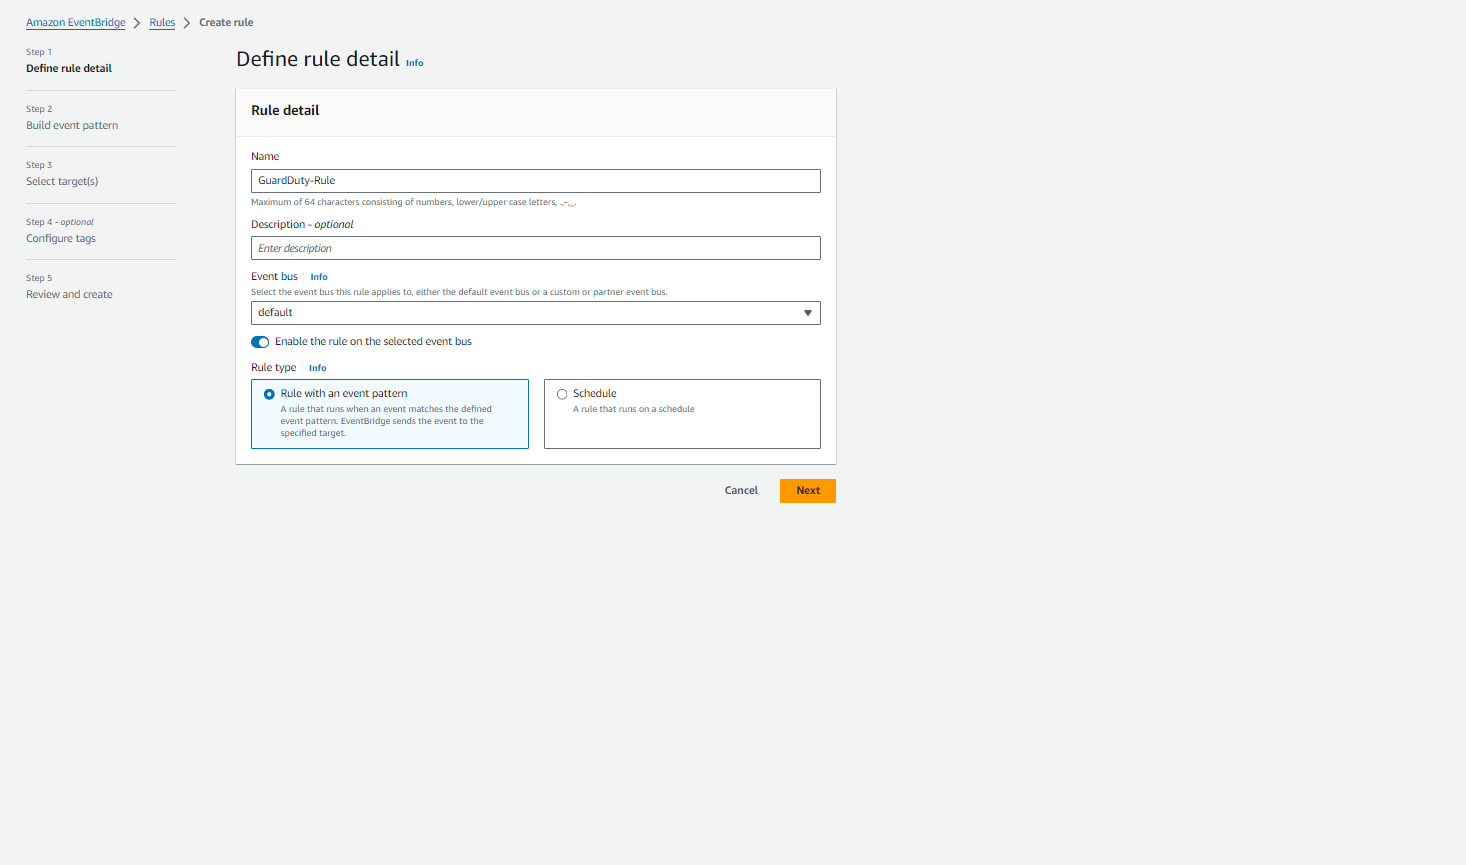 Amazon EventBridge > Rules > Create rule
Step 1
Define rule detail
Step 2
Build event pattern
Step 3
Select target(s)
Step 4 - optional
Configure tags
Step 5
Review and create
Define rule detail Info
Rule detail
Name
GuardDuty-Rule
Maximum of 64 characters consisting of numbers, lower/upper case letters, .,-,_.
Description - optional
Enter description
Event bus Info
Select the event bus this rule applies to, either the default event bus or a custom or partner event bus.
default
Enable the rule on the selected event bus
Rule type Info
Rule with an event pattern
A rule that runs when an event matches the defined
event pattern. EventBridge sends the event to the
specified target.
Schedule
A rule that runs on a schedule
Cancel Next